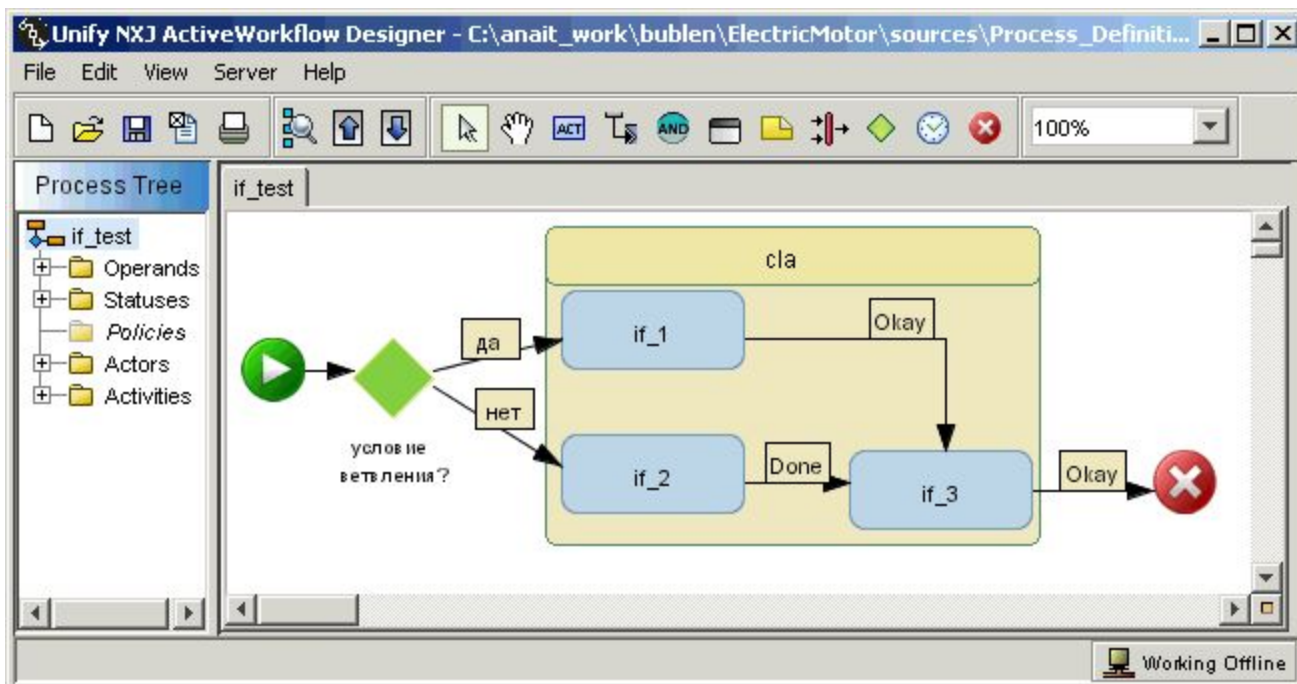 Unify NXJ ActiveWorkflow Designer - C:\anait_work\bublen\ElectricMotor\sources\Process_Definiti...
File Edit View Server Help
ACT AND 100%
Process Tree
if_test
Operands
Statuses
Policies
Actors
Activities
if_test
cla
if_1
Okay
да
нет
условие
ветвления?
if_2
Done
if_3
Okay
Working Offline